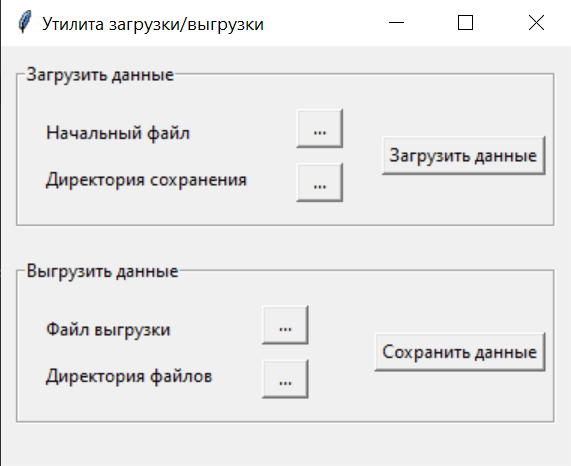 Утилита загрузки/выгрузки
Загрузить данные
Начальный файл
...
Загрузить данные
Директория сохранения
...
Выгрузить данные
Файл выгрузки
...
Сохранить данные
Директория файлов
...